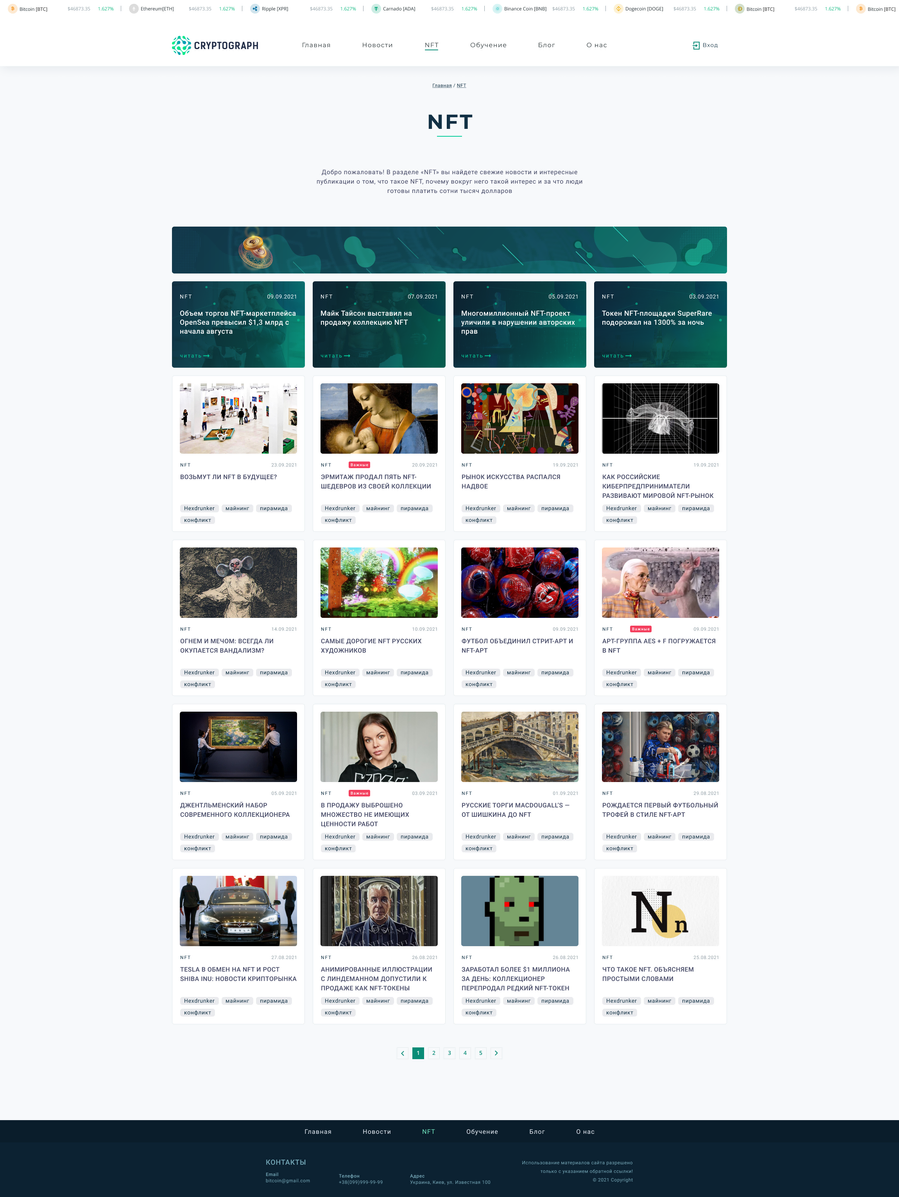 Bitcoin [BTC] $46873.35 1.627% Ethereum[ETH] $46873.35 1.627% Ripple [XPR] $46873.35 1.627% Carnado [ADA] $46873.35 1.627% Binance Coin [BNB] $46873.35 1.627% Dogecoin [DOGE] $46873.35 1.627% Bitcoin [BTC] $46873.35 1.627% Bitcoin [BTC]
CRYPTOGRAPH Главная Новости NFT Обучение Блог О нас Вход
Главная / NFT
NFT
Добро пожаловать! В разделе «NFT» вы найдете свежие новости и интересные
публикации о том, что такое NFT, почему вокруг него такой интерес и за что люди
готовы платить сотни тысяч долларов
NFT 09.09.2021
Объем торгов NFT-маркетплейса
OpenSea превысил $1,3 млрд с
начала августа
читать
NFT 07.09.2021
Майк Тайсон выставил на
продажу коллекцию NFT
читать
NFT 05.09.2021
Многомиллионный NFT-проект
уличили в нарушении авторских
прав
читать
NFT 03.09.2021
Токен NFT-площадки SuperRare
подорожал на 1300% за ночь
читать
NFT 23.09.2021
ВОЗЬМУТ ЛИ NFT В БУДУЩЕЕ?
Hexdrunker майнинг пирамида
конфликт
NFT Важные 20.09.2021
ЭРМИТАЖ ПРОДАЛ ПЯТЬ NFT-
ШЕДЕВРОВ ИЗ СВОЕЙ КОЛЛЕКЦИИ
Hexdrunker майнинг пирамида
конфликт
NFT 19.09.2021
РЫНОК ИСКУССТВА РАСПАЛСЯ
НАДВОЕ
Hexdrunker майнинг пирамида
конфликт
NFT 19.09.2021
КАК РОССИЙСКИЕ
КИБЕРПРЕДПРИНИМАТЕЛИ
РАЗВИВАЮТ МИРОВОЙ NFT-РЫНОК
Hexdrunker майнинг пирамида
конфликт
NFT 14.09.2021
ОГНЕМ И МЕЧОМ: ВСЕГДА ЛИ
ОКУПАЕТСЯ ВАНДАЛИЗМ?
Hexdrunker майнинг пирамида
конфликт
NFT 10.09.2021
САМЫЕ ДОРОГИЕ NFT РУССКИХ
ХУДОЖНИКОВ
Hexdrunker майнинг пирамида
конфликт
NFT 09.09.2021
ФУТБОЛ ОБЪЕДИНИЛ СТРИТ-АРТ И
NFT-АРТ
Hexdrunker майнинг пирамида
конфликт
NFT Важные 09.09.2021
АРТ-ГРУППА AES + F ПОГРУЖАЕТСЯ
В NFT
Hexdrunker майнинг пирамида
конфликт
NFT 05.09.2021
ДЖЕНТЛЬМЕНСКИЙ НАБОР
СОВРЕМЕННОГО КОЛЛЕКЦИОНЕРА
Hexdrunker майнинг пирамида
конфликт
NFT Важные 03.09.2021
В ПРОДАЖУ ВЫБРОШЕНО
МНОЖЕСТВО НЕ ИМЕЮЩИХ
ЦЕННОСТИ РАБОТ
Hexdrunker майнинг пирамида
конфликт
NFT 01.09.2021
РУССКИЕ ТОРГИ MACDOUGALL'S —
ОТ ШИШКИНА ДО NFT
Hexdrunker майнинг пирамида
конфликт
NFT 29.08.2021
РОЖДАЕТСЯ ПЕРВЫЙ ФУТБОЛЬНЫЙ
ТРОФЕЙ В СТИЛЕ NFT-АРТ
Hexdrunker майнинг пирамида
конфликт
NFT 27.08.2021
TESLA В ОБМЕН НА NFT И РОСТ
SHIBA INU: НОВОСТИ КРИПТОРЫНКА
Hexdrunker майнинг пирамида
конфликт
NFT 26.08.2021
АНИМИРОВАННЫЕ ИЛЛЮСТРАЦИИ
С ЛИНДЕМАННОМ ДОПУСТИЛИ К
ПРОДАЖЕ КАК NFT-ТОКЕНЫ
Hexdrunker майнинг пирамида
конфликт
NFT 26.08.2021
ЗАРАБОТАЛ БОЛЕЕ $1 МИЛЛИОНА
ЗА ДЕНЬ: КОЛЛЕКЦИОНЕР
ПЕРЕПРОДАЛ РЕДКИЙ NFT-ТОКЕН
Hexdrunker майнинг пирамида
конфликт
Nn
NFT 25.08.2021
ЧТО ТАКОЕ NFT. ОБЪЯСНЯЕМ
ПРОСТЫМИ СЛОВАМИ
Hexdrunker майнинг пирамида
конфликт
1 2 3 4 5
Главная Новости NFT Обучение Блог О нас
КОНТАКТЫ
Email
bitcoin@gmail.com
Телефон
+38(099)999-99-99
Адрес
Украина, Киев, ул. Известная 100
Использование материалов сайта разрешено
только с указанием обратной ссылки!
© 2021 Copyright